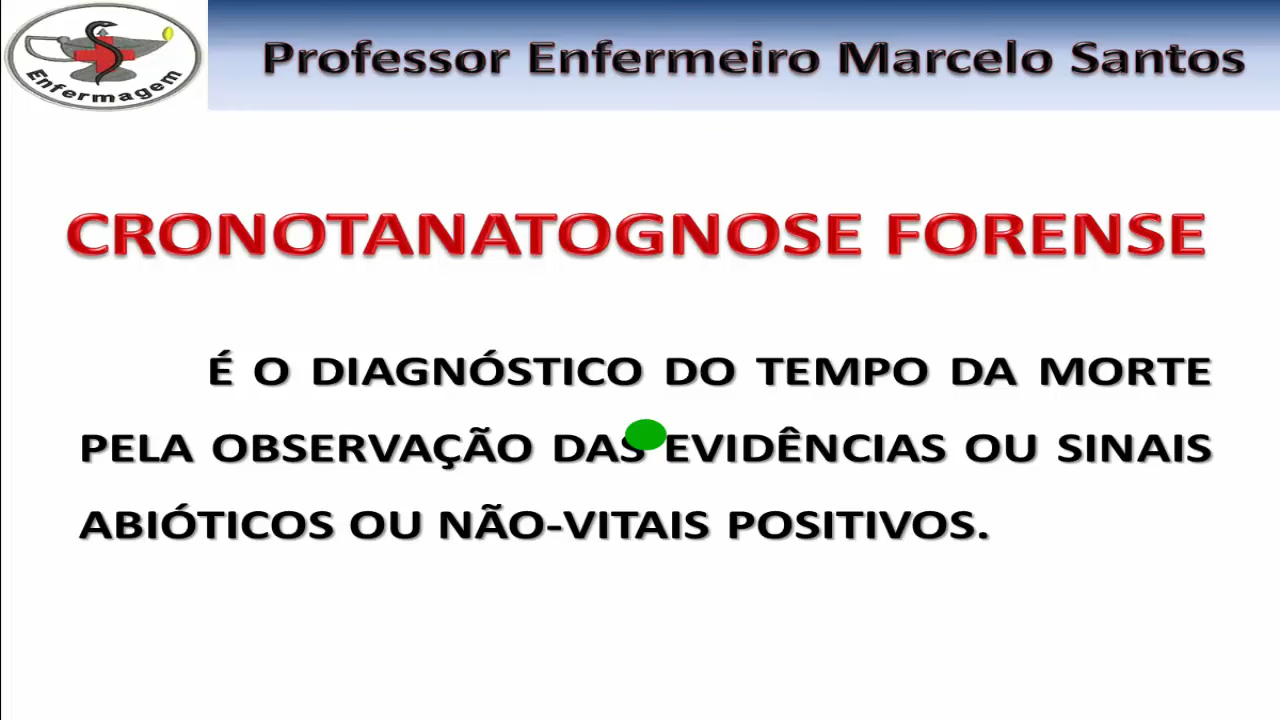 Enfermagem
Professor Enfermeiro Marcelo Santos
CRONOTANATOGNOSE FORENSE
É O DIAGNÓSTICO DO TEMPO DA MORTE
PELA OBSERVAÇÃO DAS EVIDÊNCIAS OU SINAIS
ABIÓTICOS OU NÃO-VITAIS POSITIVOS.